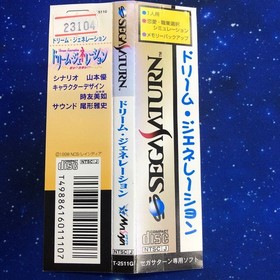 23104
ドリーム・ジェネレーション
ドリーム・ジェネレーション
シナリオ 山本優
キャラクターデザイン
時友美如
サウンド 尾形雅史
T4988616011107
SEGA SATURN
ドリーム・ジェネレーション
T-2511G
NTSC J
1人用
恋愛・職業選択
シミュレーション
メモリーバックアップ
SEGA SATURN
ドリーム・ジェネレーション
NTSC J
セガサターン専用ソフト